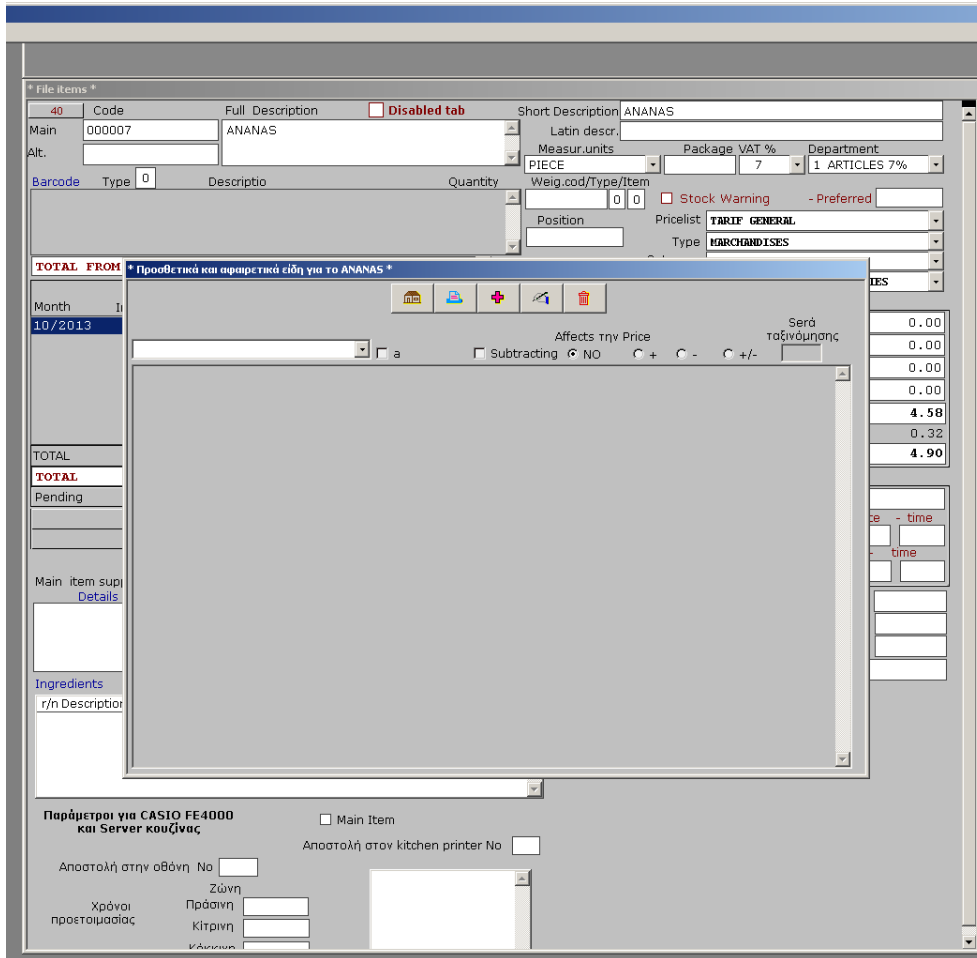 * File items *
40 Code Full Description Disabled tab Short Description ANANAS
Main 000007 ANANAS Latin descr.
Alt. Measur.units Package VAT % Department
PIECE 7 1 ARTICLES 7%
Barcode Type 0 Descriptio Quantity Weig.cod/Type/Item
0 0 Stock Warning - Preferred
Position Pricelist TARIF GENERAL
Type MARCHANDISES
TOTAL FROM
* Προσθετικά και αφαιρετικά είδη για το ANANAS *
IES
Month
10/2013 0.00
Affects την Price Σerά
ταξινόμησης
a Subtracting NO + - +/- 0.00
0.00
0.00
4.58
0.32
TOTAL 4.90
TOTAL
Pending
- time
- time
Main item supp
Details
Ingredients
r/n Description
Παράμετροι για CASIO FE4000
και Server κουζίνας
Main Item
Αποστολή στον kitchen printer No
Αποστολή στην οθόνη No
Ζώνη
Χρόνοι
προετοιμασίας
Πράσινη
Κίτρινη
Κόκκινη